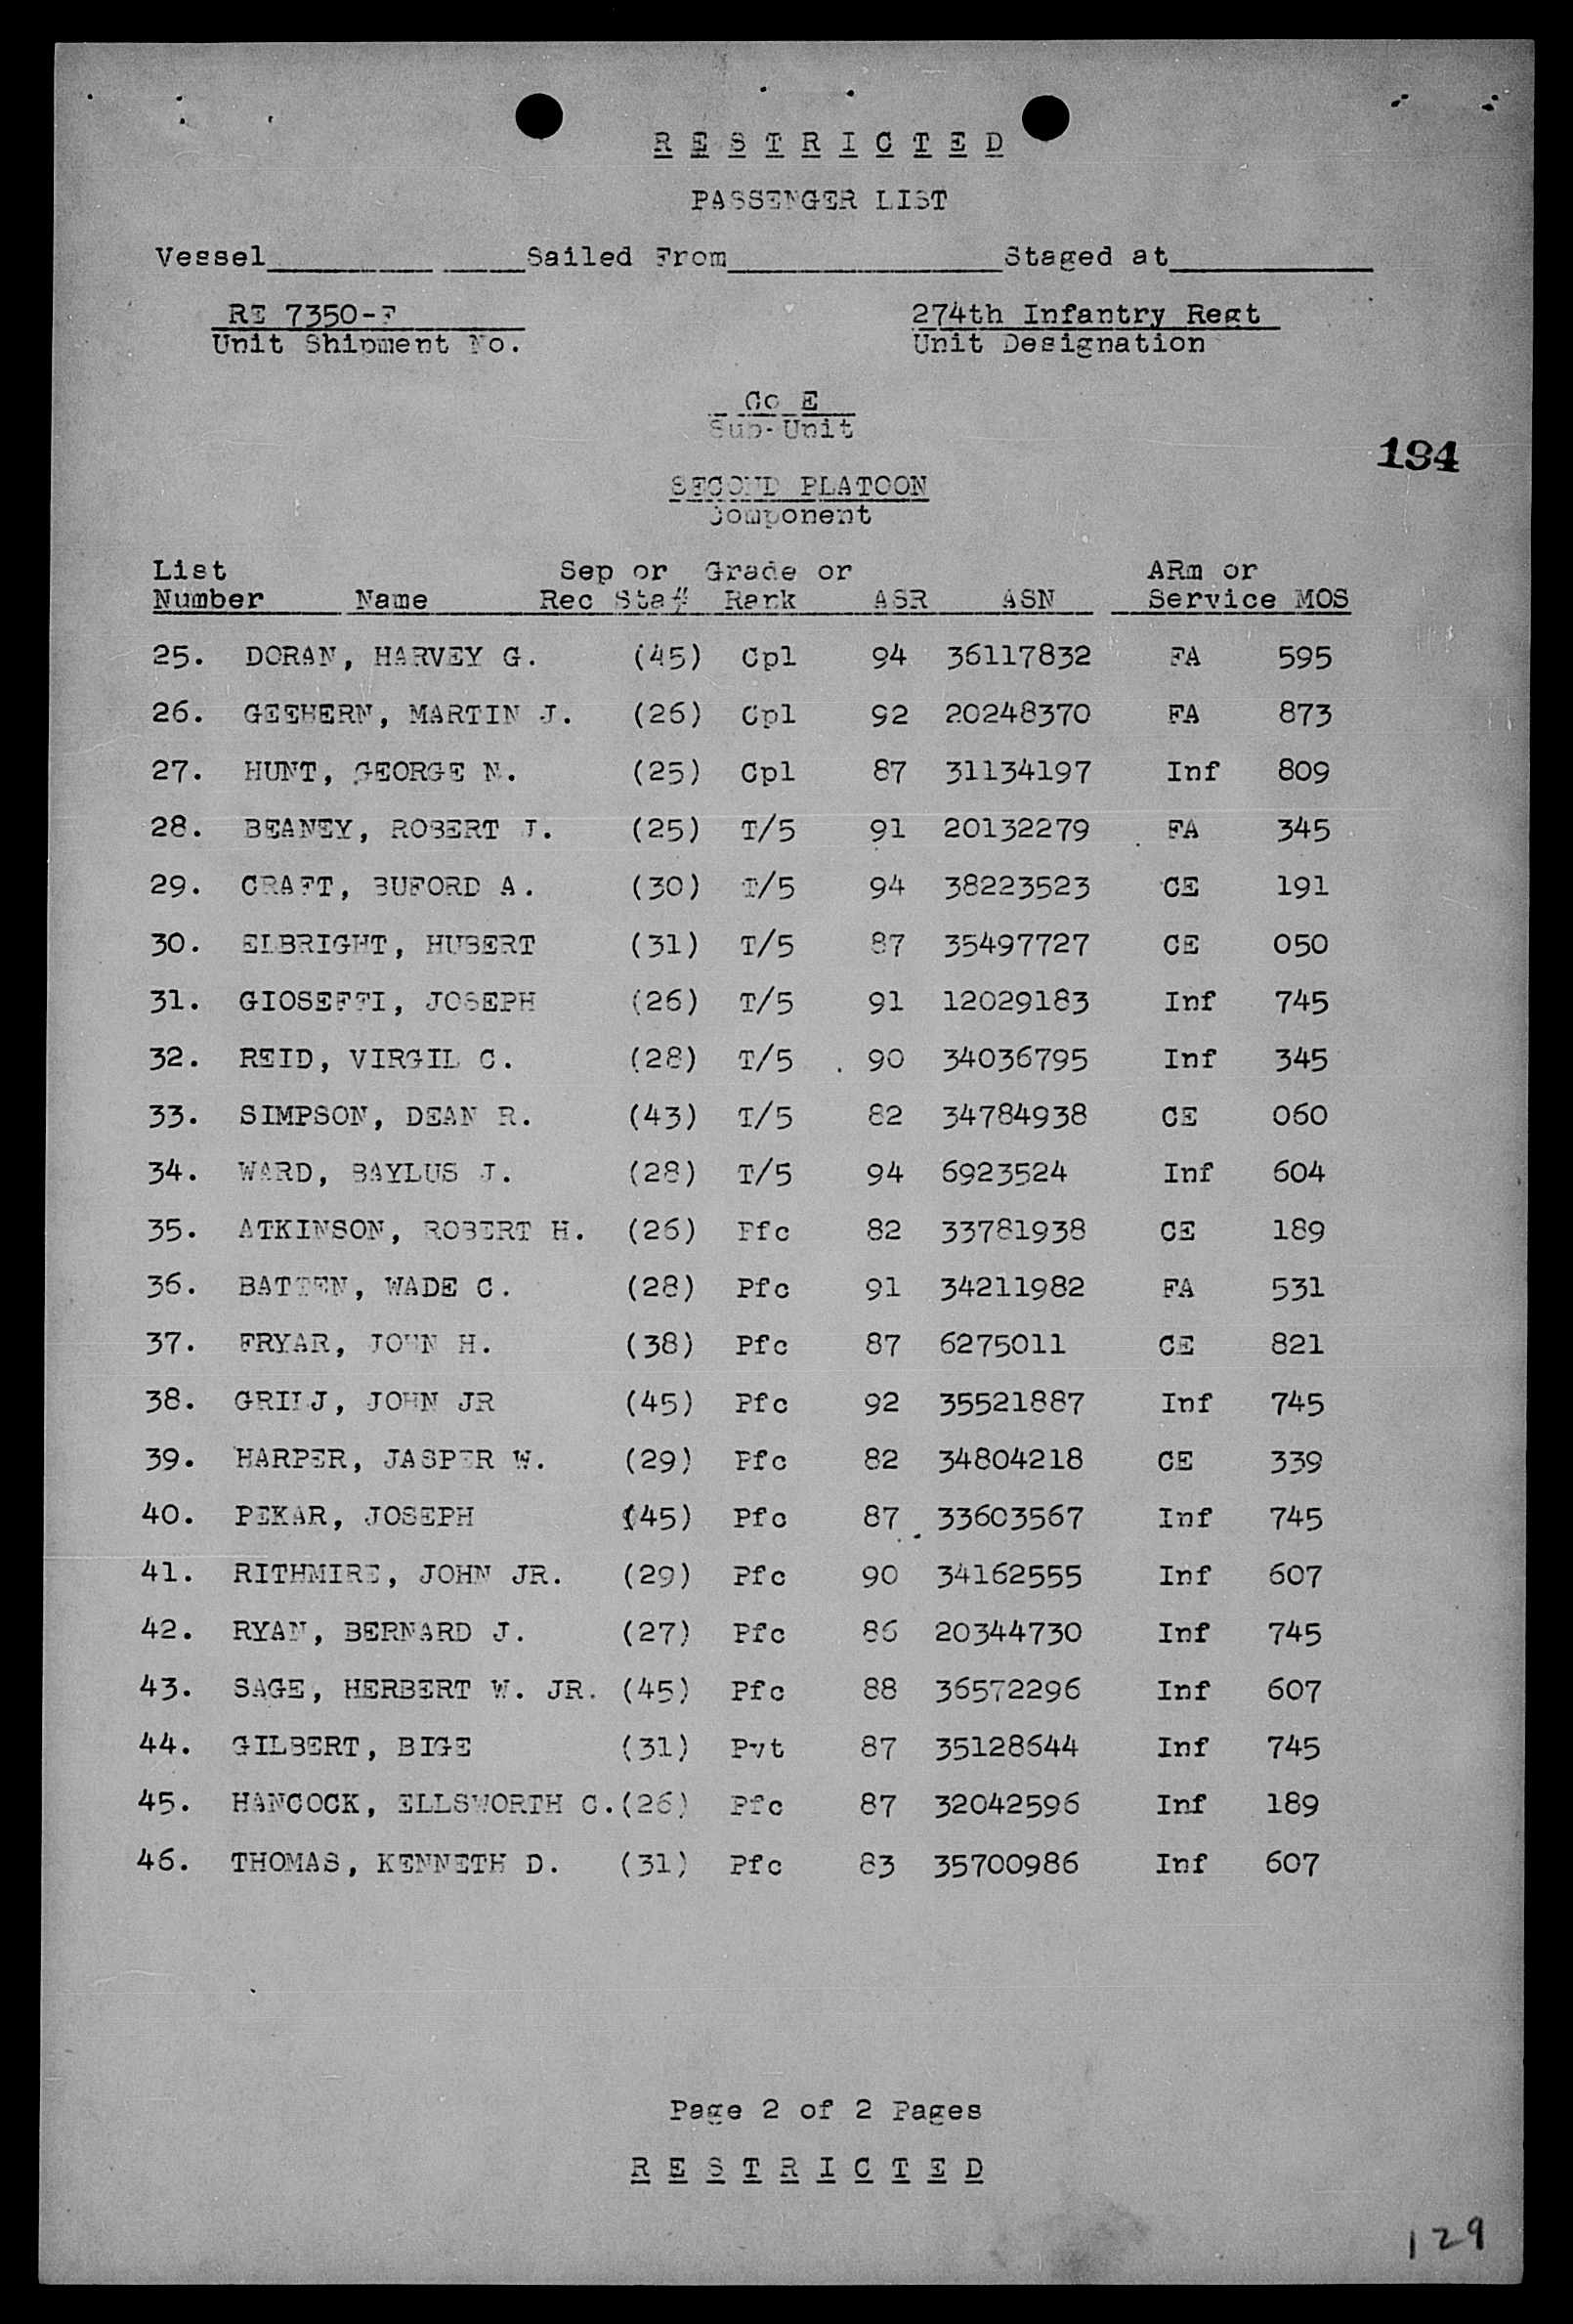 R E S T R I C T E D
PASSENGER LIST
Vessel Sailed From Staged at
RE 7350-F 274th Infantry Regt
Unit Shipment No. Unit Designation
Co E
Sub-Unit
194
SECOND PLATOON
Component
List Sep or Grade or ARm or
Number Name Rec Sta# Rank ASR ASN Service MOS
25. DORAN, HARVEY G. (45) Cpl 94 36117832 FA 595
26. GEEHERN, MARTIN J. (26) Cpl 92 20248370 FA 873
27. HUNT, GEORGE N. (25) Cpl 87 31134197 Inf 809
28. BEANEY, ROBERT J. (25) T/5 91 20132279 FA 345
29. CRAFT, BUFORD A. (30) T/5 94 38223523 CE 191
30. ELBRIGHT, HUBERT (31) T/5 87 35497727 CE 050
31. GIOSEFFI, JOSEPH (26) T/5 91 12029183 Inf 745
32. REID, VIRGIL C. (28) T/5 90 34036795 Inf 345
33. SIMPSON, DEAN R. (43) T/5 82 34784938 CE 060
34. WARD, BAYLUS J. (28) T/5 94 6923524 Inf 604
35. ATKINSON, ROBERT H. (26) Pfc 82 33781938 CE 189
36. BATTEN, WADE C. (28) Pfc 91 34211982 FA 531
37. FRYAR, JOHN H. (38) Pfc 87 6275011 CE 821
38. GRILJ, JOHN JR (45) Pfc 92 35521887 Inf 745
39. HARPER, JASPER W. (29) Pfc 82 34804218 CE 339
40. PEKAR, JOSEPH (45) Pfc 87 33603567 Inf 745
41. RITHMIRE, JOHN JR. (29) Pfc 90 34162555 Inf 607
42. RYAN, BERNARD J. (27) Pfc 86 20344730 Inf 745
43. SAGE, HERBERT W. JR. (45) Pfc 88 36572296 Inf 607
44. GILBERT, BIGE (31) Pvt 87 35128644 Inf 745
45. HANCOCK, ELLSWORTH C. (26) Pfc 87 32042596 Inf 189
46. THOMAS, KENNETH D. (31) Pfc 83 35700986 Inf 607
Page 2 of 2 Pages
R E S T R I C T E D
129